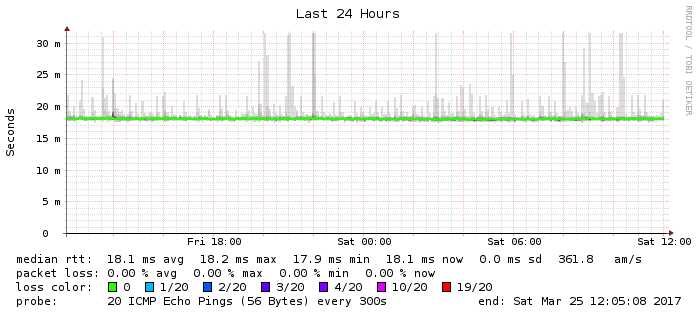 Last 24 Hours
RRDTOOL / TOBI OETIKER
Seconds
30 m
25 m
20 m
15 m
10 m
5 m
0
Fri 18:00 Sat 00:00 Sat 06:00 Sat 12:00
median rtt: 18.1 ms avg 18.2 ms max 17.9 ms min 18.1 ms now 0.0 ms sd 361.8 am/s
packet loss: 0.00 % avg 0.00 % max 0.00 % min 0.00 % now
loss color: 0 1/20 2/20 3/20 4/20 10/20 19/20
probe: 20 ICMP Echo Pings (56 Bytes) every 300s end: Sat Mar 25 12:05:08 2017